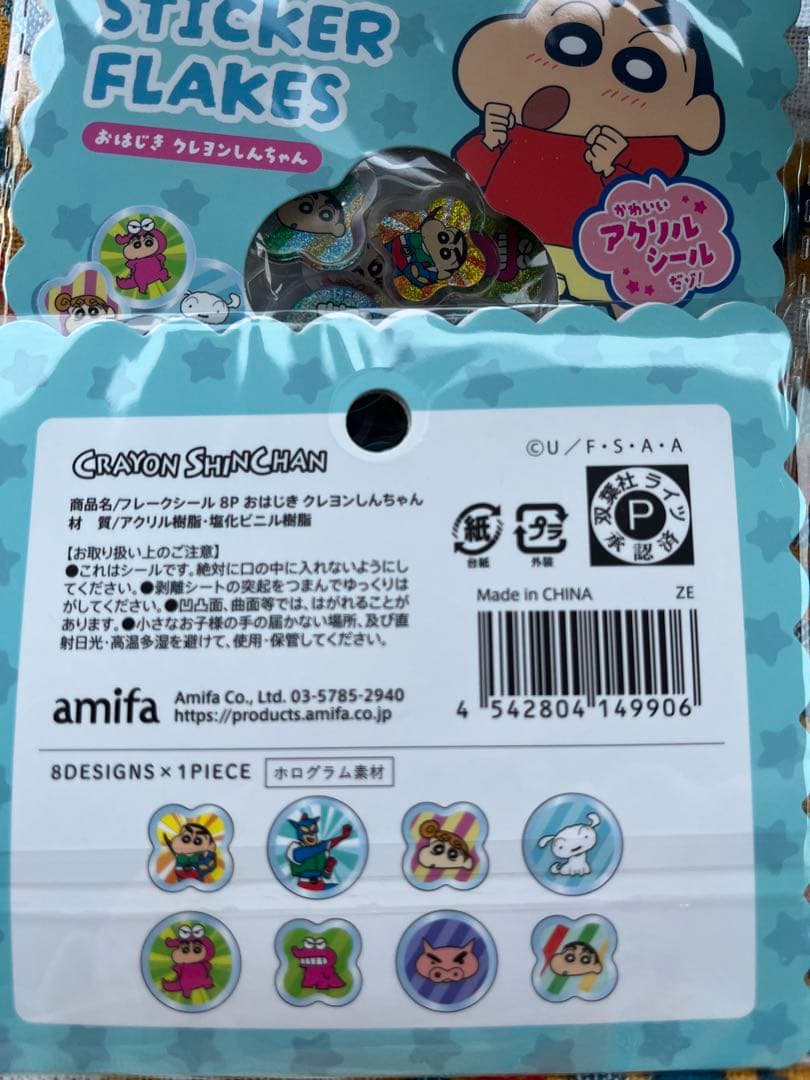 STICKER
FLAKES
おはじき クレヨンしんちゃん
かわいい
アクリル
シール
だゾ!
CRAYON SHINCHAN
©U/F・S・A・A
商品名/フレークシール 8P おはじき クレヨンしんちゃん
材 質/アクリル樹脂・塩化ビニル樹脂
【お取り扱い上のご注意】
●これはシールです。絶対に口の中に入れないようにし
てください。●剥離シートの突起をつまんでゆっくりは
がしてください。●凹凸面、曲面等では、はがれることが
あります。●小さなお子様の手の届かない場所、及び直
射日光・高温多湿を避けて、使用・保管してください。
紙
台紙
プラ
外装
双葉社ライツ
P
承認済
Made in CHINA ZE
amifa
Amifa Co., Ltd. 03-5785-2940
https://products.amifa.co.jp
4 542804 149906
8DESIGNS×1PIECE ホログラム素材